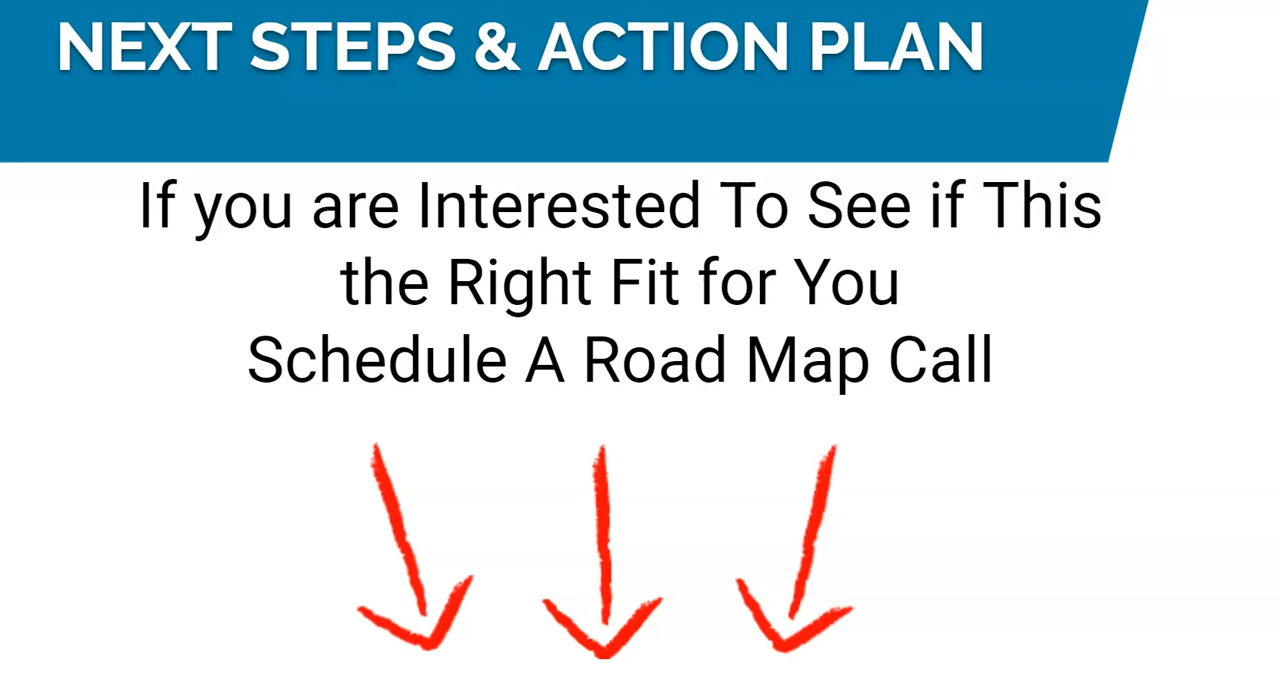 NEXT STEPS & ACTION PLAN
If you are Interested To See if This
the Right Fit for You
Schedule A Road Map Call